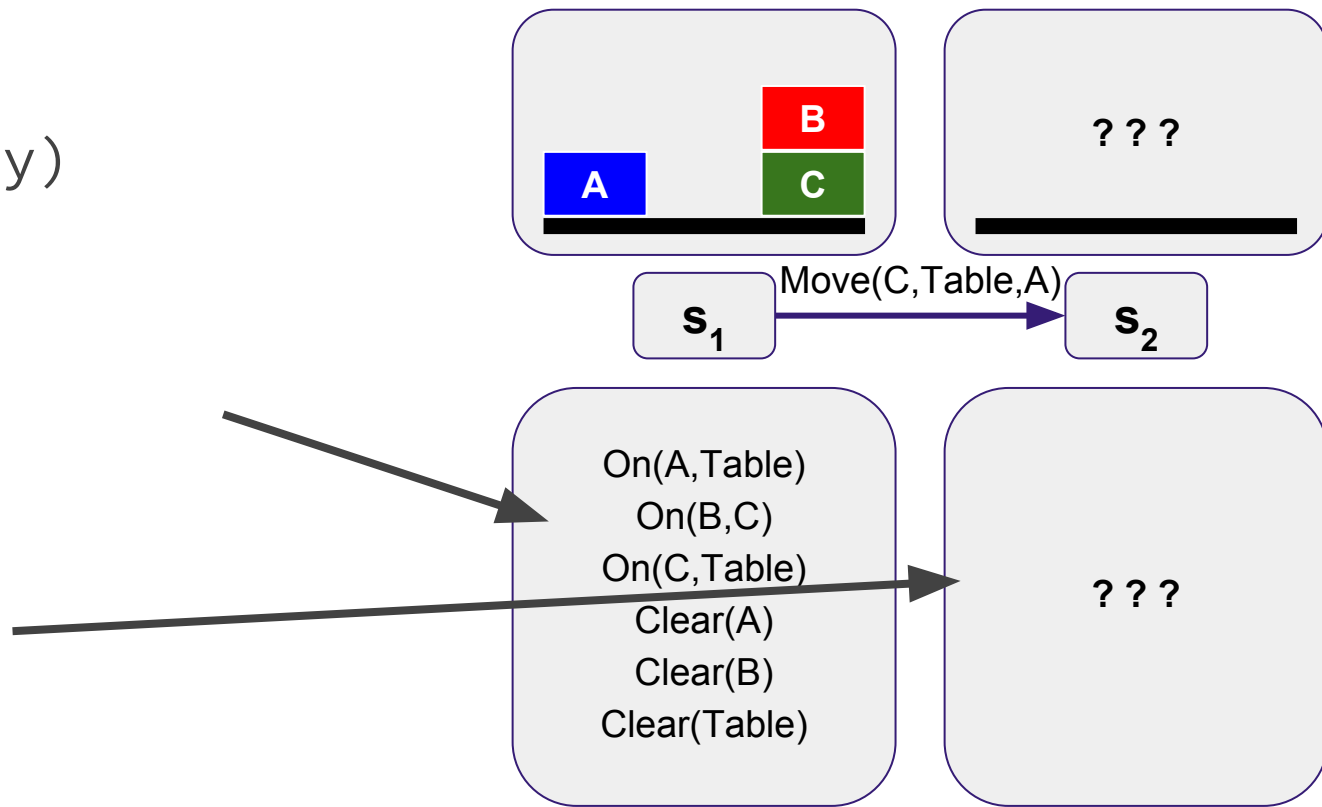 y)
B
A
C
? ? ?
Move(C,Table,A)
s₁
s₂
On(A,Table)
On(B,C)
On(C,Table)
Clear(A)
Clear(B)
Clear(Table)
? ? ?